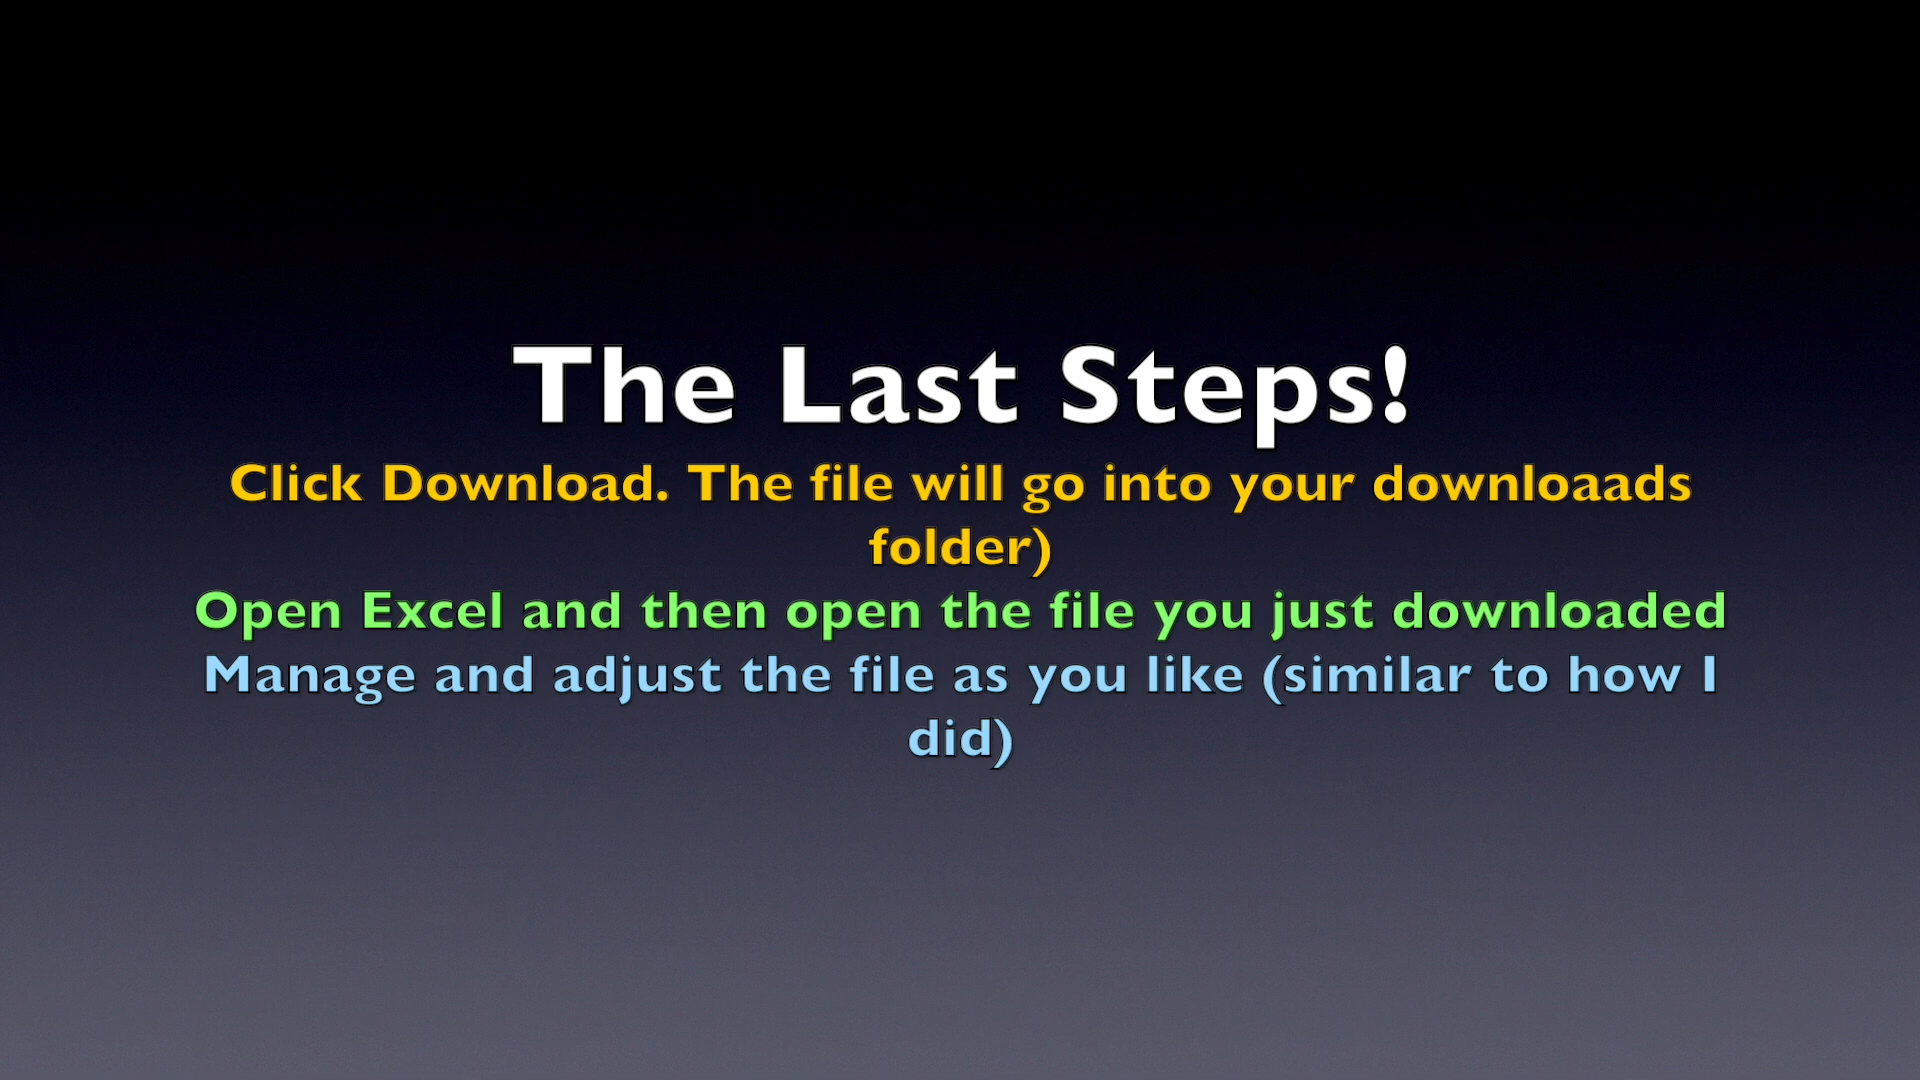 The Last Steps!
Click Download. The file will go into your downloaads
folder)
Open Excel and then open the file you just downloaded
Manage and adjust the file as you like (similar to how I
did)